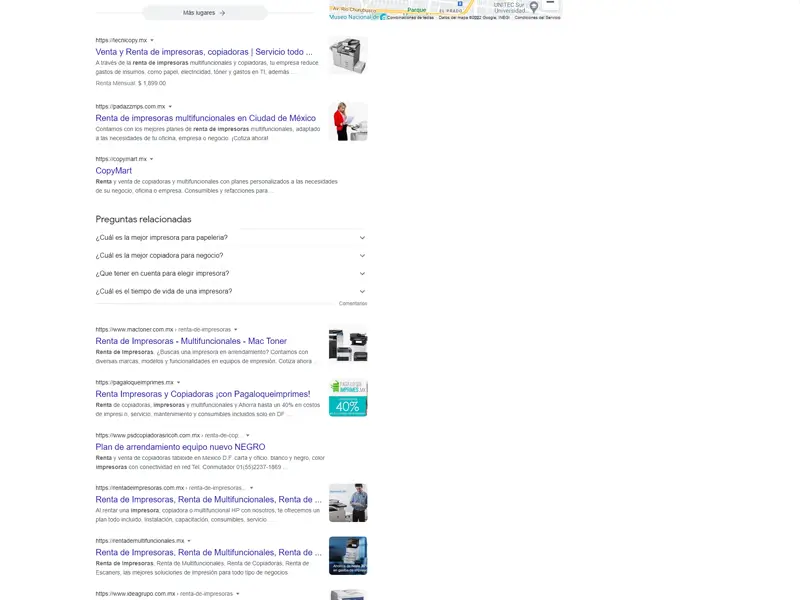 Más lugares →
Av. Río Churubusco
Museo Nacional de
Parque
EL PRADO
UNITEC Sur
Universidad...
Combinaciones de teclas Datos del mapa ©2022 Google, INEGI Condiciones del Servicio
https://tecnicopy.mx
Venta y Renta de impresoras, copiadoras | Servicio todo ...
A través de la renta de impresoras multifuncionales y copiadoras, tu empresa reduce
gastos de insumos, como papel, electricidad, tóner y gastos en TI, además ...
Renta Mensual: $ 1,899.00
https://padazzmps.com.mx
Renta de impresoras multifuncionales en Ciudad de México
Contamos con los mejores planes de renta de impresoras multifuncionales, adaptado
a las necesidades de tu oficina, empresa o negocio. ¡Cotiza ahora!
https://copymart.mx
CopyMart
Renta y venta de copiadoras y multifuncionales con planes personalizados a las necesidades
de su negocio, oficina o empresa. Consumibles y refacciones para ...
Preguntas relacionadas
¿Cuál es la mejor impresora para papelería?
¿Cuál es la mejor copiadora para negocio?
¿Que tener en cuenta para elegir impresora?
¿Cuál es el tiempo de vida de una impresora?
Comentarios
https://www.mactoner.com.mx › renta-de-impresoras
Renta de Impresoras - Multifuncionales - Mac Toner
Renta de Impresoras. ¿Buscas una impresora en arrendamiento? Contamos con
diversas marcas, modelos y funcionalidades en equipos de impresión. Cotiza ahora ...
https://pagaloqueimprimes.mx
Renta Impresoras y Copiadoras ¡con Pagaloqueimprimes!
Renta de copiadoras, impresoras y multifuncionales y Ahorra hasta un 40% en costos
de impresión, servicio, mantenimiento y consumibles incluidos solo en DF ...
IMPRIMES
40%
https://www.psdcopiadorasricoh.com.mx › renta-de-cop...
Plan de arrendamiento equipo nuevo NEGRO
Renta y venta de copiadoras tabloide en México D.F. carta y oficio, blanco y negro, color
impresoras con conectividad en red Tel. Conmutador 01(55)2237-1869 ...
https://rentadeimpresoras.com.mx › renta-de-impresoras...
Renta de Impresoras, Renta de Multifuncionales, Renta de ...
Al rentar una impresora, copiadora o multifuncional HP con nosotros, te ofrecemos un
plan todo incluido. Instalación, capacitación, consumibles, servicio ...
https://rentademultifuncionales.mx
Renta de Impresoras, Renta de Multifuncionales, Renta de ...
Renta de Impresoras, Renta de Multifuncionales, Renta de Copiadoras, Renta de
Escaners, las mejores soluciones de impresión para todo tipo de negocios.
https://www.ideagrupo.com.mx › renta-de-impresoras